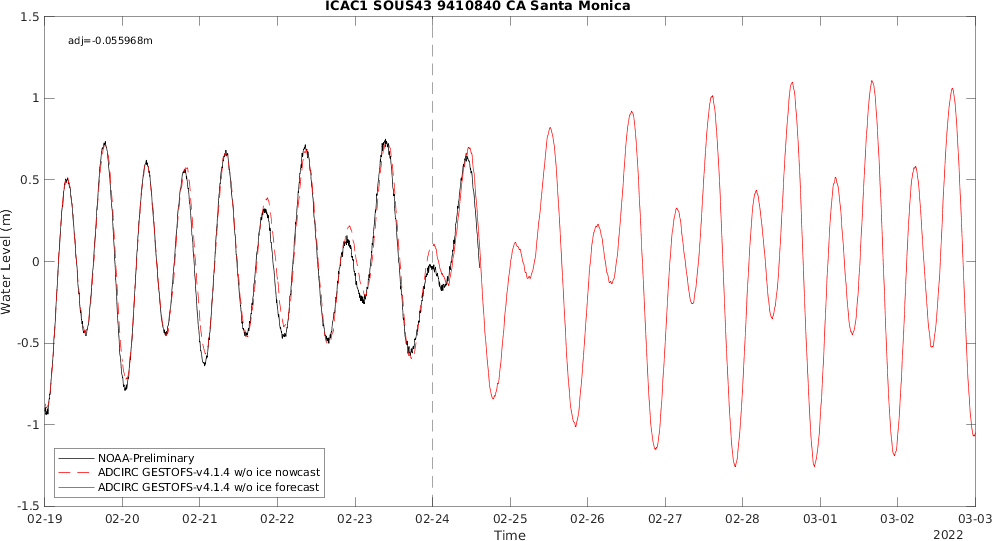 ICAC1 SOUS43 9410840 CA Santa Monica
1.5
adj=-0.055968m
1
0.5
Water Level (m)
0
-0.5
-1
NOAA-Preliminary
ADCIRC GESTOFS-v4.1.4 w/o ice nowcast
ADCIRC GESTOFS-v4.1.4 w/o ice forecast
-1.5
02-19 02-20 02-21 02-22 02-23 02-24 02-25 02-26 02-27 02-28 03-01 03-02 03-03
Time
2022